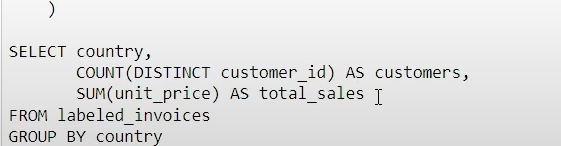 )
SELECT country,
COUNT(DISTINCT customer_id) AS customers,
SUM(unit_price) AS total_sales
FROM labeled_invoices
GROUP BY country